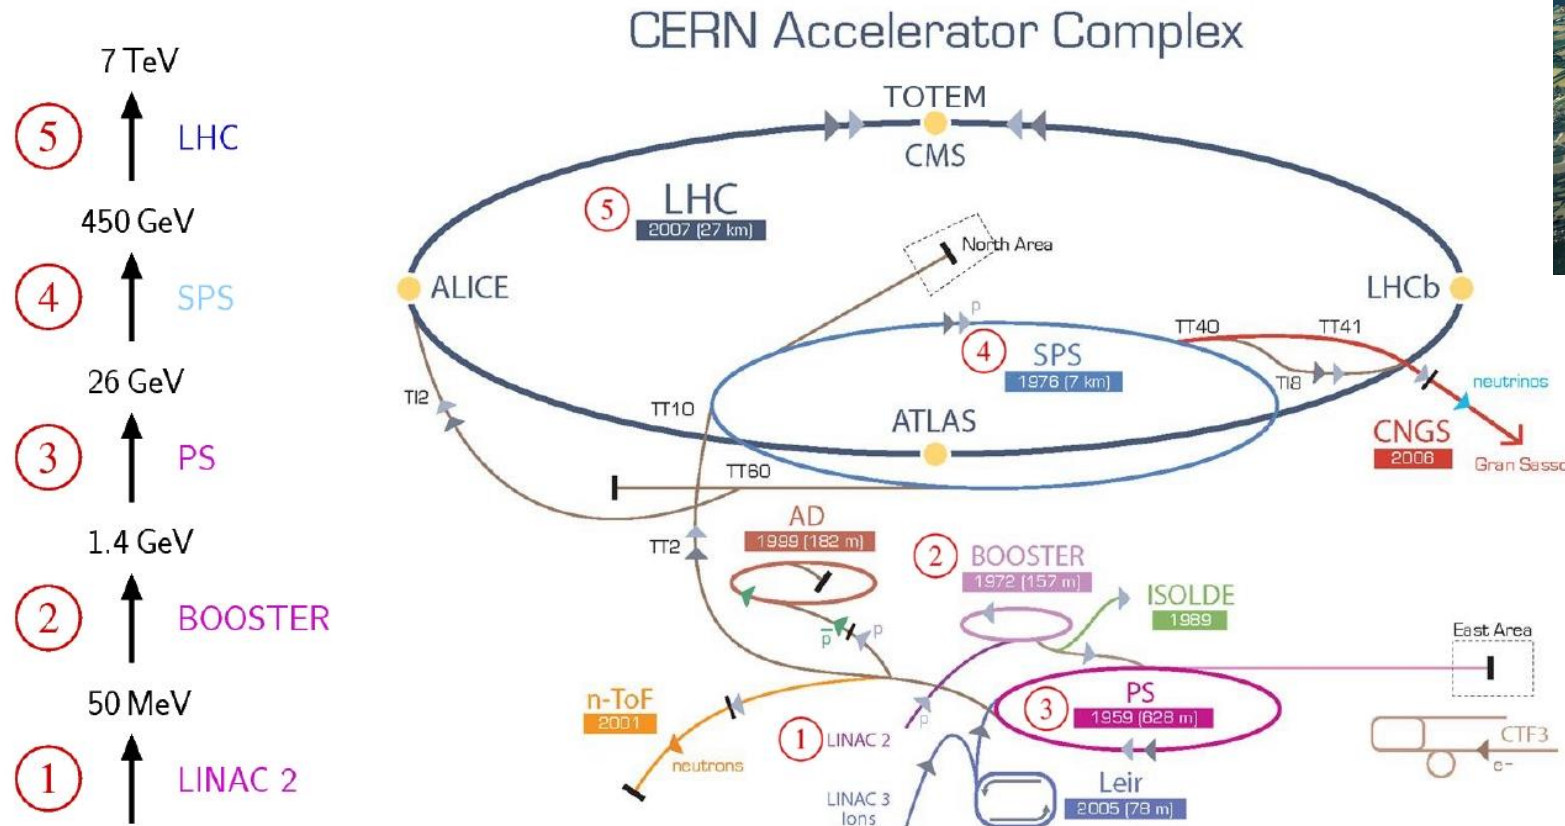 CERN Accelerator Complex
7 TeV
5
LHC
450 GeV
4
SPS
26 GeV
3
PS
1.4 GeV
2
BOOSTER
50 MeV
1
LINAC 2
TOTEM
CMS
5
LHC
2007 (27 km)
North Area
ALICE
LHCb
p
TT40
TT41
4
SPS
1976 (7 km)
TI8
neutrinos
TI2
TT10
ATLAS
CNGS
2006
Gran Sasso
TT60
AD
1999 (182 m)
TT2
2
BOOSTER
1972 (157 m)
ISOLDE
1989
p
p
East Area
n-ToF
2001
3
PS
1959 (628 m)
p
1
LINAC 2
neutrons
CTF3
e-
LINAC 3
Ions
Leir
2005 (78 m)